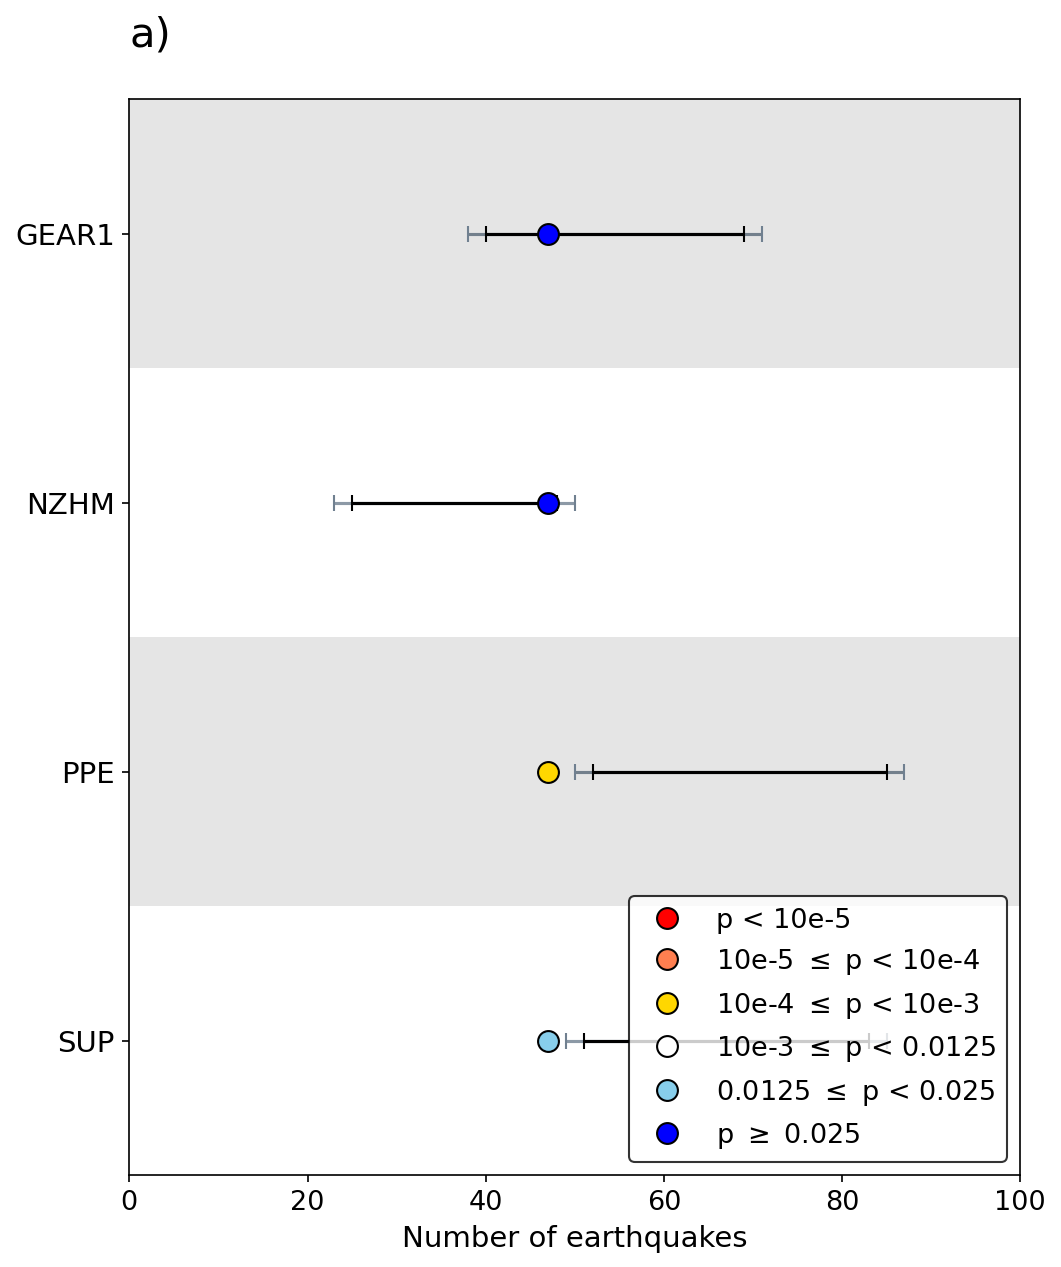 a)
GEAR1
NZHM
PPE
SUP
p < 10e-5
10e-5 ≤ p < 10e-4
10e-4 ≤ p < 10e-3
10e-3 ≤ p < 0.0125
0.0125 ≤ p < 0.025
p ≥ 0.025
0 20 40 60 80 100
Number of earthquakes